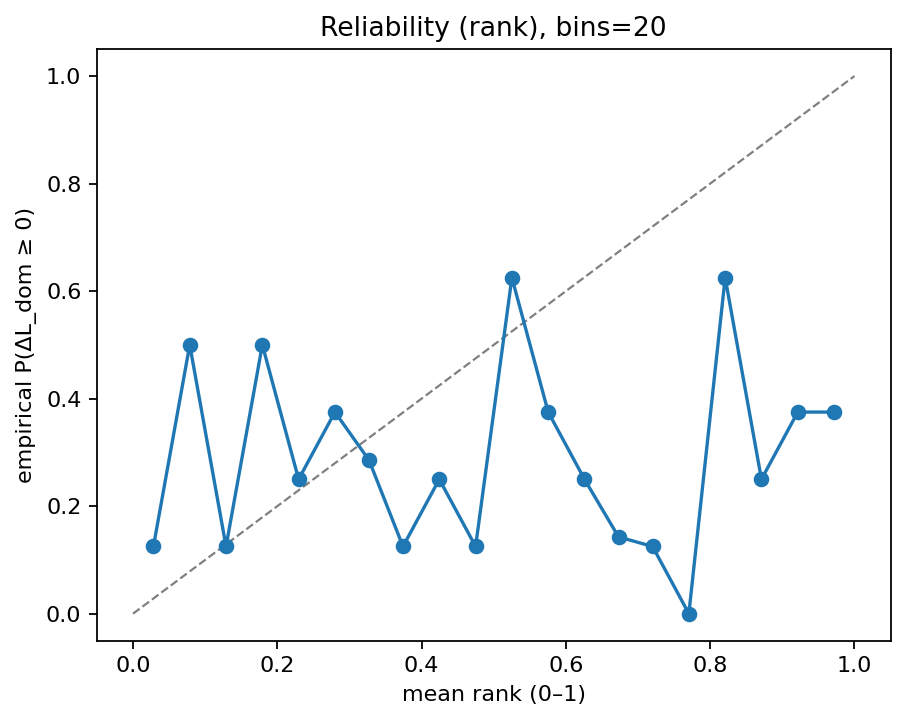 Reliability (rank), bins=20
empirical P(ΔL_dom ≥ 0)
1.0
0.8
0.6
0.4
0.2
0.0
0.0 0.2 0.4 0.6 0.8 1.0
mean rank (0–1)